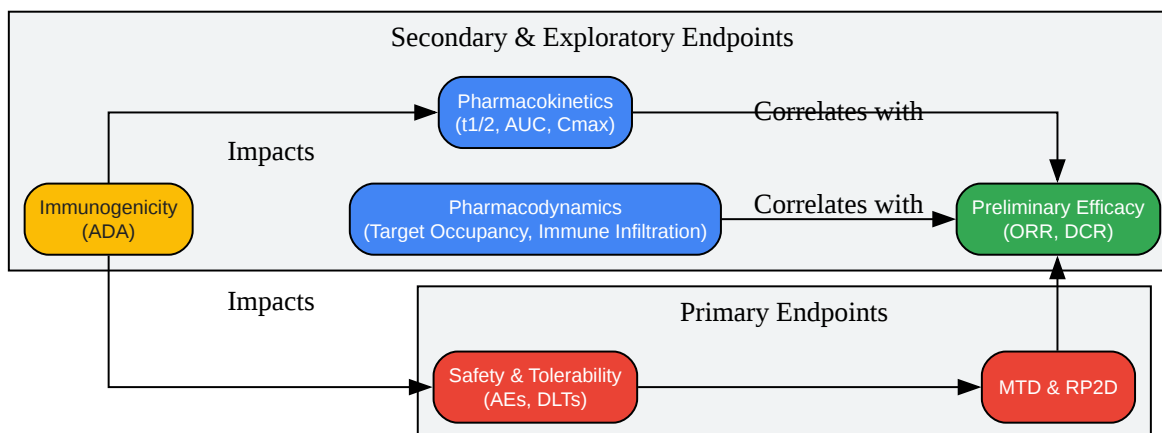 Secondary & Exploratory Endpoints
Pharmacokinetics
(t1/2, AUC, Cmax)
Correlates with
Impacts
Immunogenicity
(ADA)
Pharmacodynamics
(Target Occupancy, Immune Infiltration)
Correlates with
Preliminary Efficacy
(ORR, DCR)
Impacts
Primary Endpoints
Safety & Tolerability
(AEs, DLTs)
MTD & RP2D